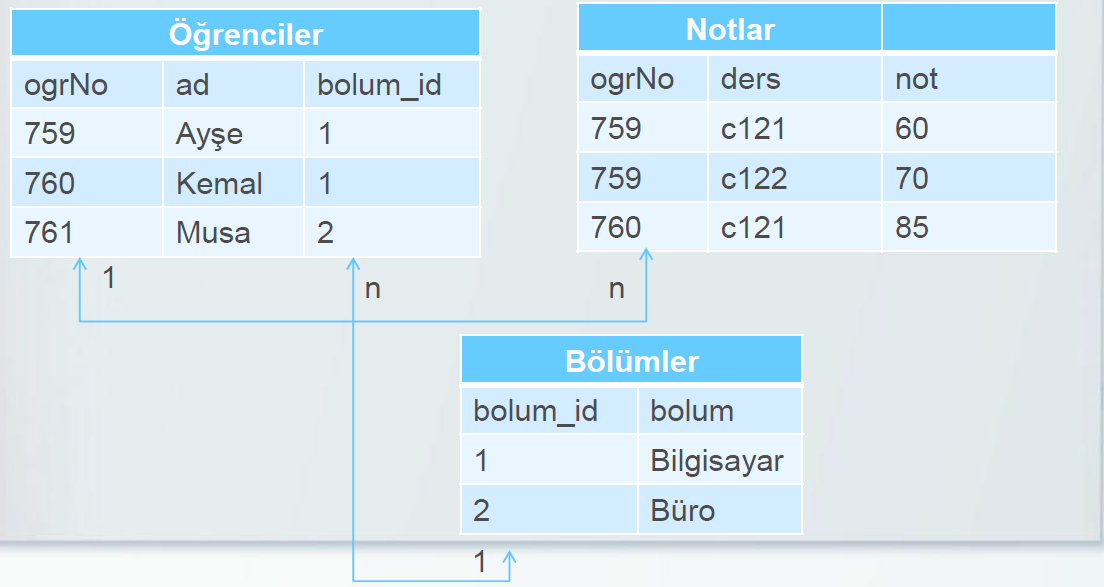 Öğrenciler
ogrNo ad bolum_id
759 Ayşe 1
760 Kemal 1
761 Musa 2
Notlar
ogrNo ders not
759 c121 60
759 c122 70
760 c121 85
1
n
n
Bölümler
bolum_id bolum
1 Bilgisayar
2 Büro
1